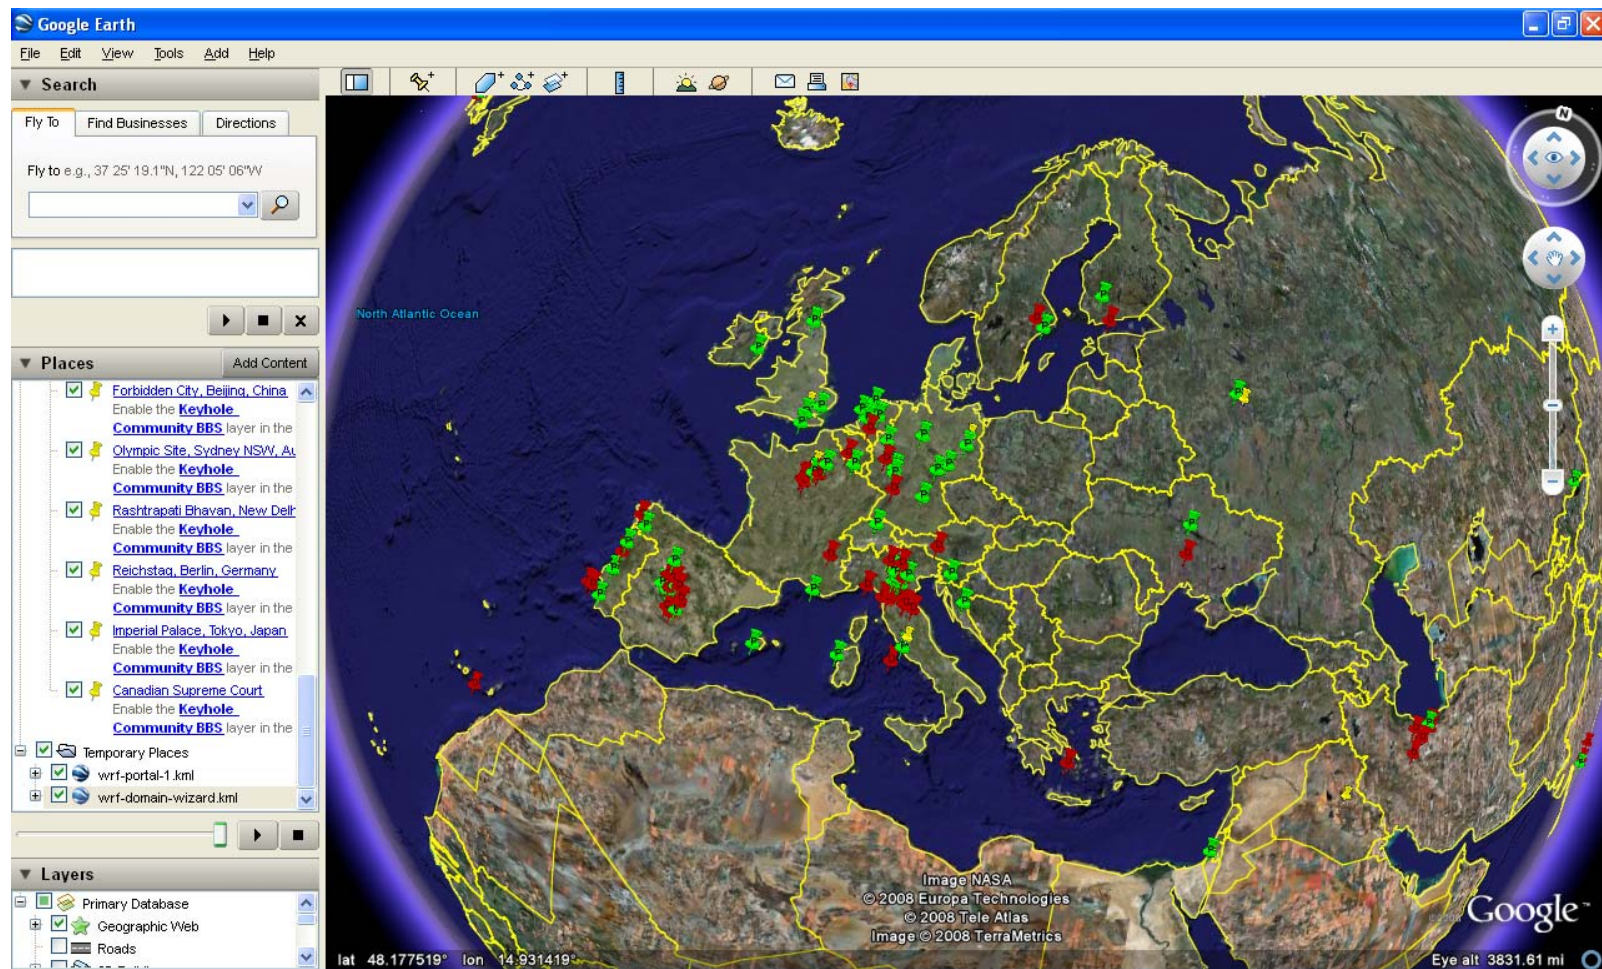 Google Earth
File Edit View Tools Add Help
Search
Fly To Find Businesses Directions
Fly to e.g., 37 25' 19.1"N, 122 05' 06"W
Places Add Content
Forbidden City, Beijing, China
Enable the Keyhole
Community BBS layer in the
Olympic Site, Sydney NSW, Au
Enable the Keyhole
Community BBS layer in the
Rashtrapati Bhavan, New Delh
Enable the Keyhole
Community BBS layer in the
Reichstag, Berlin, Germany
Enable the Keyhole
Community BBS layer in the
Imperial Palace, Tokyo, Japan
Enable the Keyhole
Community BBS layer in the
Canadian Supreme Court
Enable the Keyhole
Community BBS layer in the
Temporary Places
wrf-portal-1.kml
wrf-domain-wizard.kml
Layers
Primary Database
Geographic Web
Roads
N
North Atlantic Ocean
Image NASA
© 2008 Europa Technologies
© 2008 Tele Atlas
Image © 2008 TerraMetrics
Google™
lat 48.177519° lon 14.931419°
Eye alt 3831.61 mi